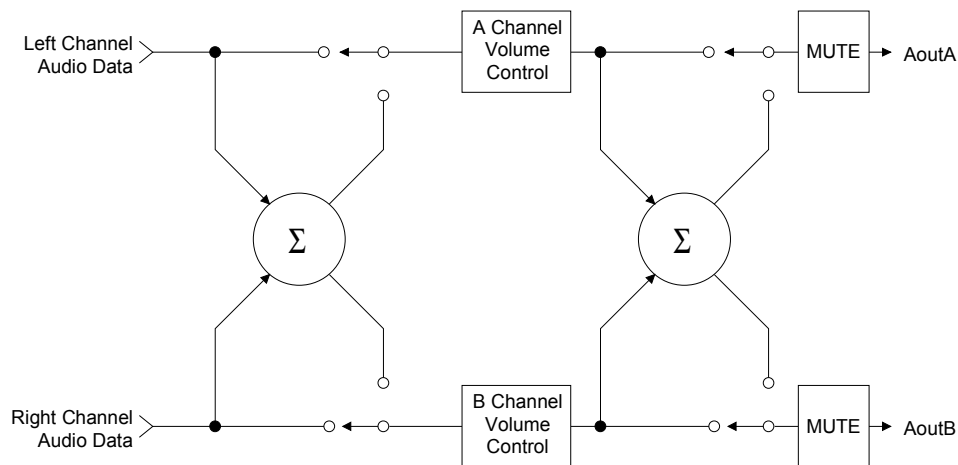 Left Channel
Audio Data
A Channel
Volume
Control
MUTE
AoutA
Σ
Σ
Right Channel
Audio Data
B Channel
Volume
Control
MUTE
AoutB